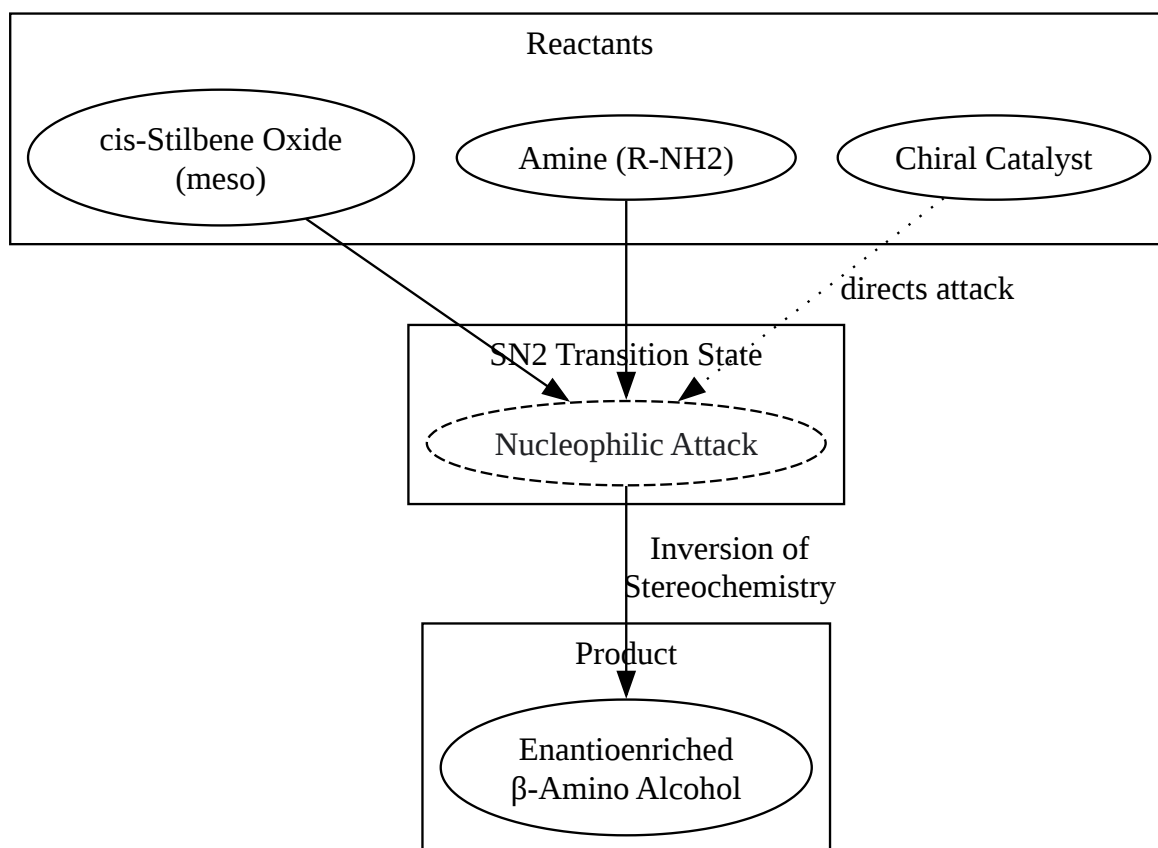 Reactants
cis-Stilbene Oxide
(meso)
Amine (R-NH2)
Chiral Catalyst
directs attack
SN2 Transition State
Nucleophilic Attack
Inversion of
Stereochemistry
Product
Enantioenriched
β-Amino Alcohol